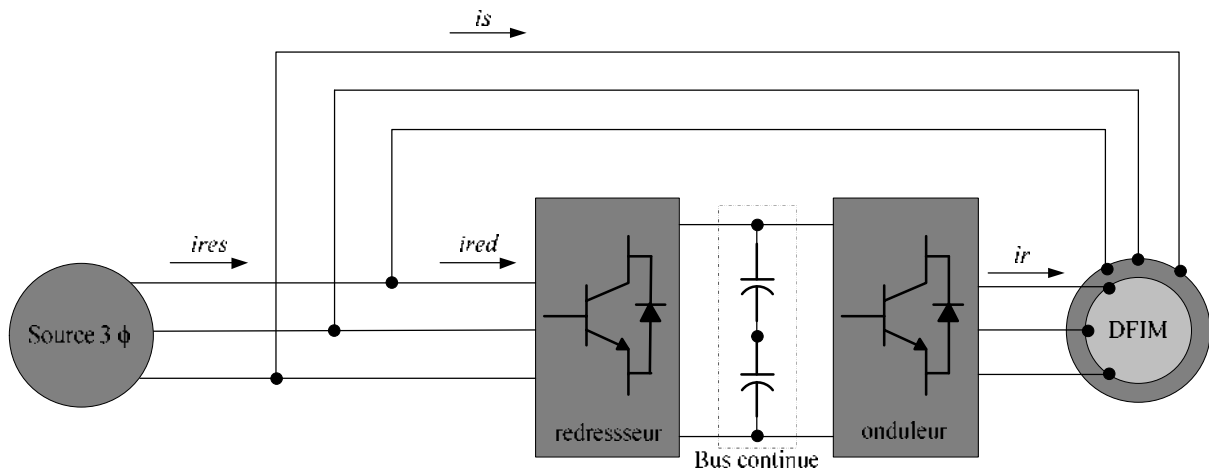 is
ires
ired
ir
Source 3 ϕ
DFIM
redressseur
onduleur
Bus continue